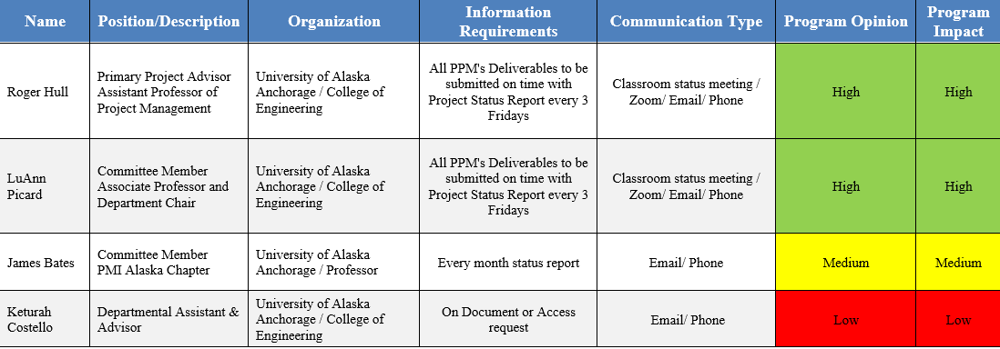 Name
Position/Description
Organization
Information
Requirements
Communication Type
Program Opinion
Program
Impact
Roger Hull
Primary Project Advisor
Assistant Professor of
Project Management
University of Alaska
Anchorage / College of
Engineering
All PPM's Deliverables to be
submitted on time with
Project Status Report every 3
Fridays
Classroom status meeting /
Zoom/ Email/ Phone
High
High
LuAnn
Picard
Committee Member
Associate Professor and
Department Chair
University of Alaska
Anchorage / College of
Engineering
All PPM's Deliverables to be
submitted on time with
Project Status Report every 3
Fridays
Classroom status meeting /
Zoom/ Email/ Phone
High
High
James Bates
Committee Member
PMI Alaska Chapter
University of Alaska
Anchorage / Professor
Every month status report
Email/ Phone
Medium
Medium
Keturah
Costello
Departmental Assistant &
Advisor
University of Alaska
Anchorage / College of
Engineering
On Document or Access
request
Email/ Phone
Low
Low